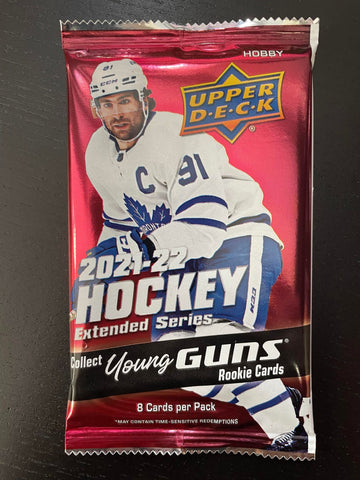 HOBBY
UPPER
D·E·C·K®
91
C
91
2021-22
HOCKEY
Extended Series
Collect Young GUNS®
Rookie Cards
8 Cards per Pack
*MAY CONTAIN TIME-SENSITIVE REDEMPTIONS